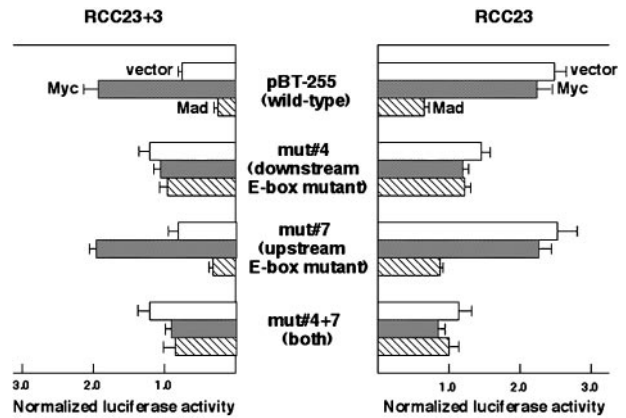 RCC23+3
RCC23
vector
Myc
Mad
pBT-255
(wild-type)
vector
Myc
Mad
mut#4
(downstream
E-box mutant)
mut#7
(upstream
E-box mutant)
mut#4+7
(both)
3.0 2.0 1.0
1.0 2.0 3.0
Normalized luciferase activity
Normalized luciferase activity